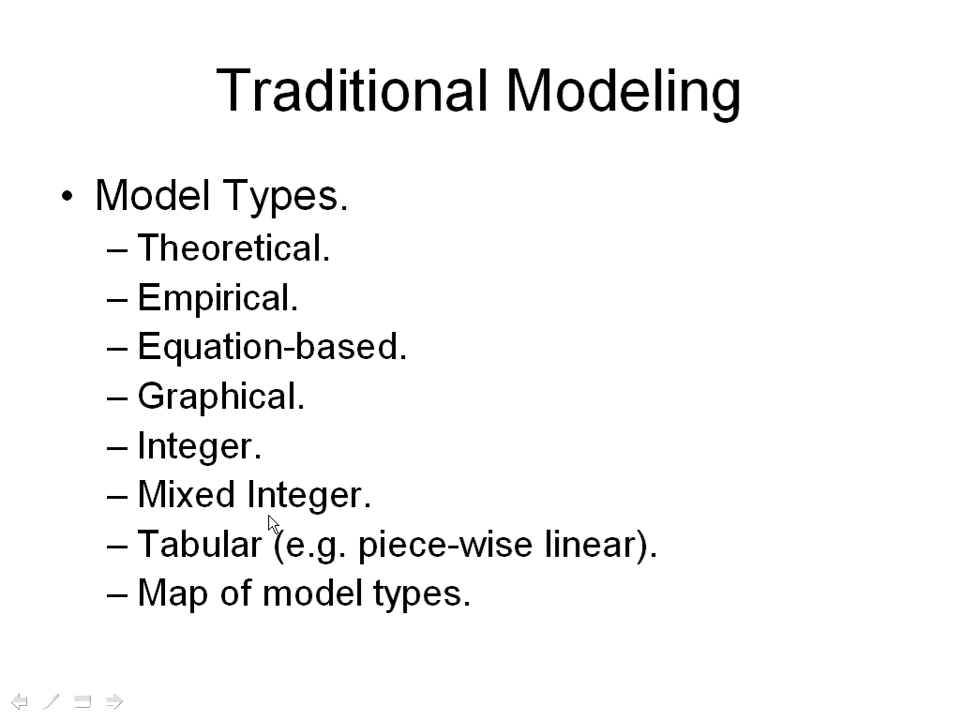 Traditional Modeling
• Model Types.
– Theoretical.
– Empirical.
– Equation-based.
– Graphical.
– Integer.
– Mixed Integer.
– Tabular (e.g. piece-wise linear).
– Map of model types.